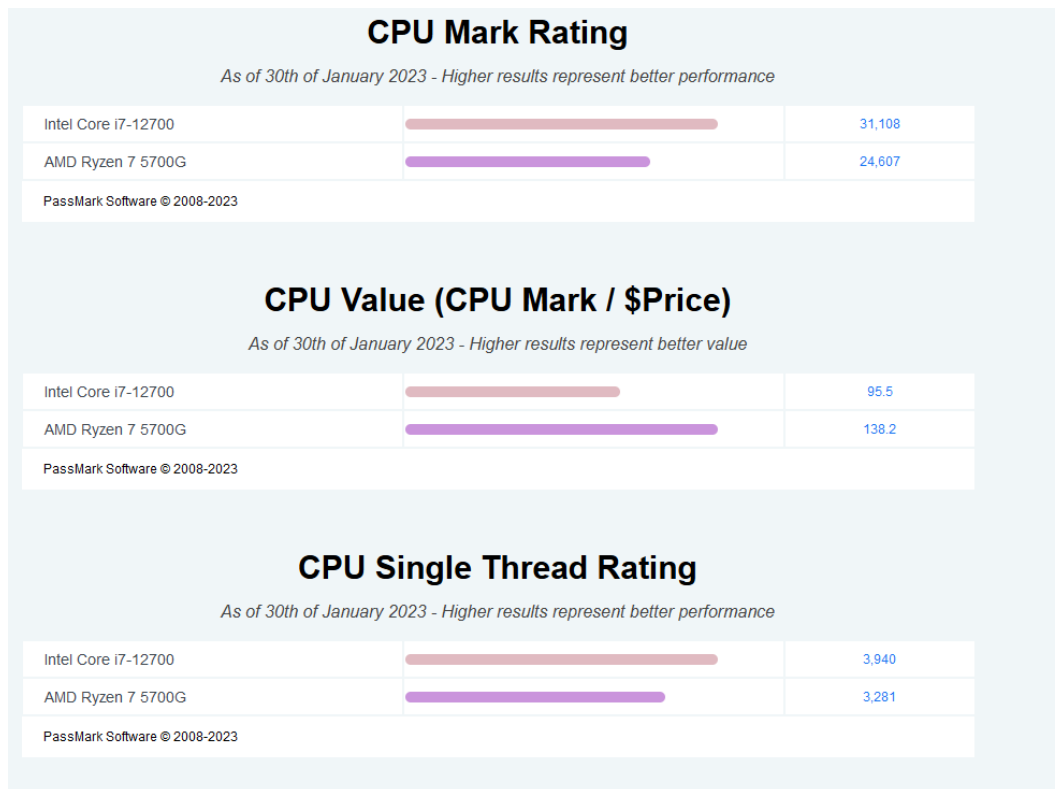 CPU Mark Rating
As of 30th of January 2023 - Higher results represent better performance
Intel Core i7-12700 31,108
AMD Ryzen 7 5700G 24,607
PassMark Software © 2008-2023
CPU Value (CPU Mark / $Price)
As of 30th of January 2023 - Higher results represent better value
Intel Core i7-12700 95.5
AMD Ryzen 7 5700G 138.2
PassMark Software © 2008-2023
CPU Single Thread Rating
As of 30th of January 2023 - Higher results represent better performance
Intel Core i7-12700 3,940
AMD Ryzen 7 5700G 3,281
PassMark Software © 2008-2023